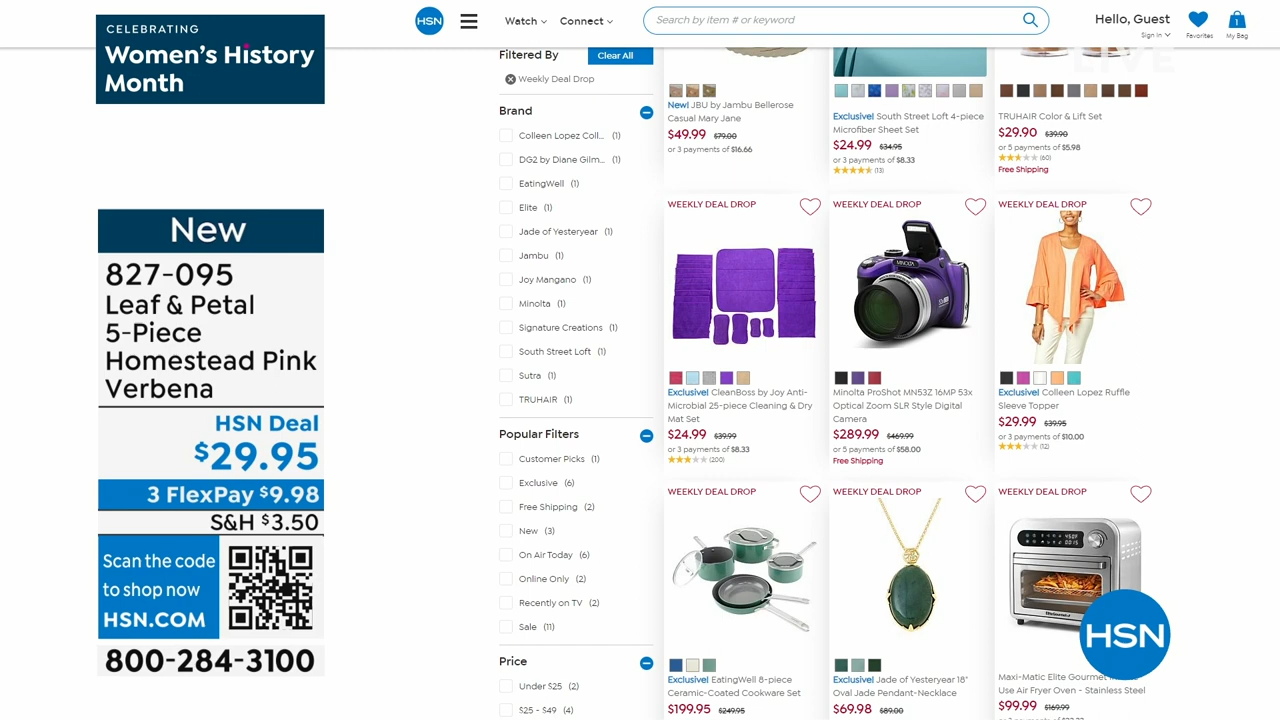 CELEBRATING
Women's History
Month
New
827-095
Leaf & Petal
5-Piece
Homestead Pink
Verbena
HSN Deal
$29.95
3 FlexPay $9.98
S&H $3.50
Scan the code
to shop now
HSN.COM
800-284-3100
HSN
Watch
Connect
Search by item # or keyword
Hello, Guest
Sign in
Favorites
1
My Bag
LIVE
Filtered By
Clear All
Weekly Deal Drop
Brand
Colleen Lopez Coll... (1)
DG2 by Diane Gilm... (1)
EatingWell (1)
Elite (1)
Jade of Yesteryear (1)
Jambu (1)
Joy Mangano (1)
Minolta (1)
Signature Creations (1)
South Street Loft (1)
Sutra (1)
TRUHAIR (1)
Popular Filters
Customer Picks (1)
Exclusive (6)
Free Shipping (2)
New (3)
On Air Today (6)
Online Only (2)
Recently on TV (2)
Sale (11)
Price
Under $25 (2)
$25 - $49 (4)
New! JBU by Jambu Bellerose
Casual Mary Jane
$49.99 $79.00
or 3 payments of $16.66
Exclusive! South Street Loft 4-piece
Microfiber Sheet Set
$24.99 $34.95
or 3 payments of $8.33
(13)
TRUHAIR Color & Lift Set
$29.90 $39.90
or 5 payments of $5.98
(60)
Free Shipping
WEEKLY DEAL DROP
Exclusive! CleanBoss by Joy Anti-
Microbial 25-piece Cleaning & Dry
Mat Set
$24.99 $39.99
or 3 payments of $8.33
(200)
WEEKLY DEAL DROP
MINOLTA
Minolta ProShot MN53Z 16MP 53x
Optical Zoom SLR Style Digital
Camera
$289.99 $469.99
or 5 payments of $58.00
Free Shipping
WEEKLY DEAL DROP
Exclusive! Colleen Lopez Ruffle
Sleeve Topper
$29.99 $39.95
or 3 payments of $10.00
(12)
WEEKLY DEAL DROP
Exclusive! EatingWell 8-piece
Ceramic-Coated Cookware Set
$199.95 $249.95
WEEKLY DEAL DROP
Exclusive! Jade of Yesteryear 18"
Oval Jade Pendant-Necklace
$69.98 $89.00
WEEKLY DEAL DROP
Maxi-Matic Elite Gourmet
Use Air Fryer Oven - Stainless Steel
$99.99 $169.99
HSN